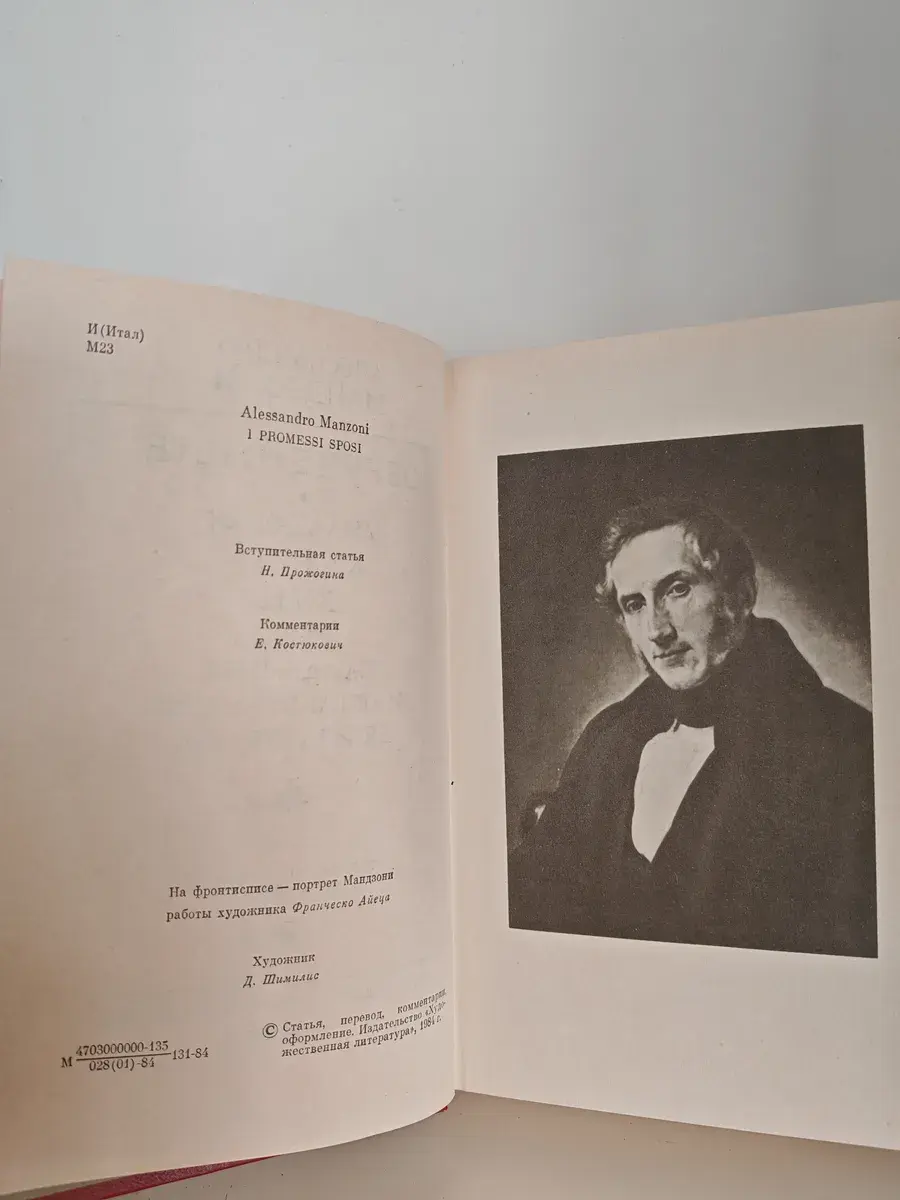 И(Итал)
М23
Alessandro Manzoni
I PROMESSI SPOSI
Вступительная статья
Н. Прожогина
Комментарии
Е. Костюкович
На фронтисписе — портрет Мандзони
работы художника Франческо Айеца
Художник
Д. Шимилис
© Статья, перевод, комментарии,
оформление. Издательство «Худо-
жественная литература», 1984 г.
М 4703000000-135
028(01)-84 131-84